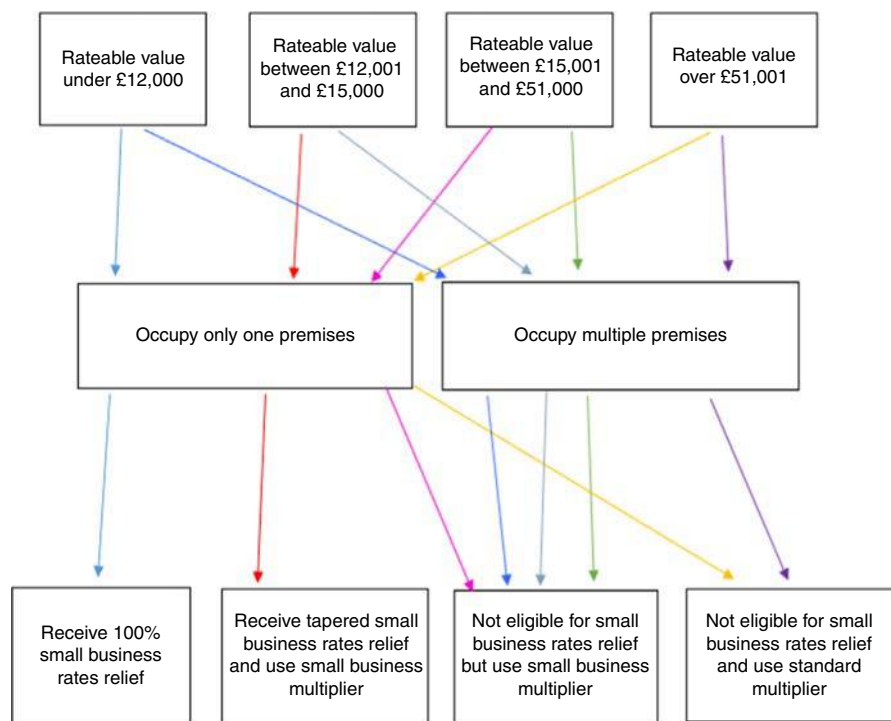 Rateable value
under £12,000
Rateable value
between £12,001
and £15,000
Rateable value
between £15,001
and £51,000
Rateable value
over £51,001
Occupy only one premises
Occupy multiple premises
Receive 100%
small business
rates relief
Receive tapered small
business rates relief
and use small business
multiplier
Not eligible for small
business rates relief
but use small business
multiplier
Not eligible for small
business rates relief
and use standard
multiplier